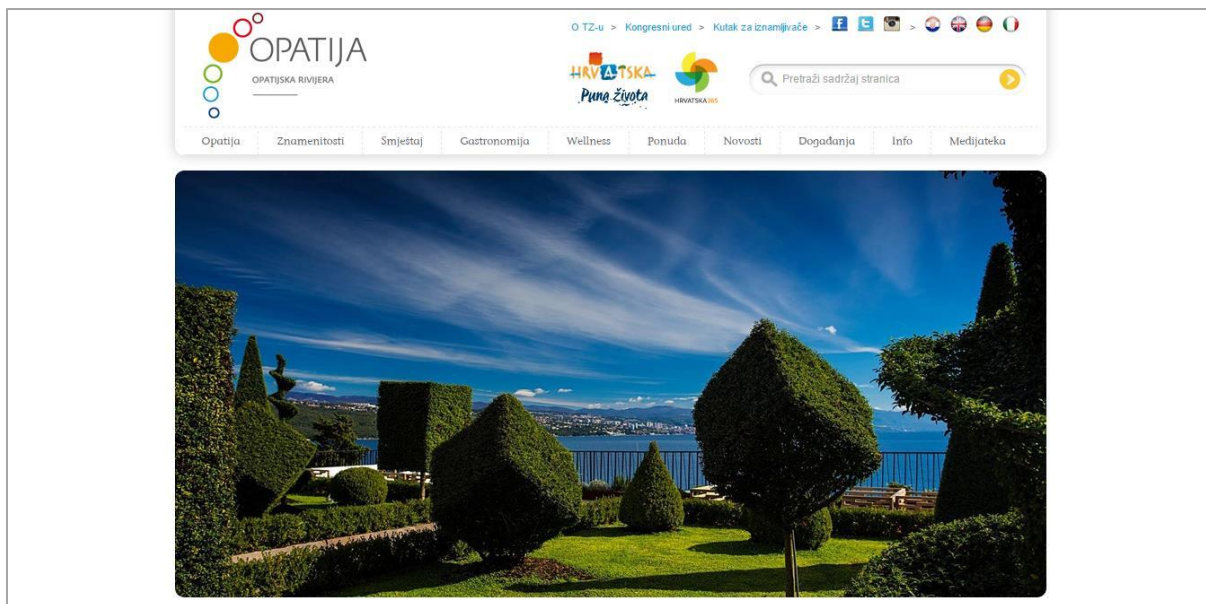 OPATIJA
OPATIJSKA RIVIJERA
O TZ-u > Kongresni ured > Kutak za iznamljivače > >
HRVATSKA
Puna života
HRVATSKA365
Pretraži sadržaj stranica
Opatija Znamenitosti Smještaj Gastronomija Wellness Ponuda Novosti Događanja Info Medijateka